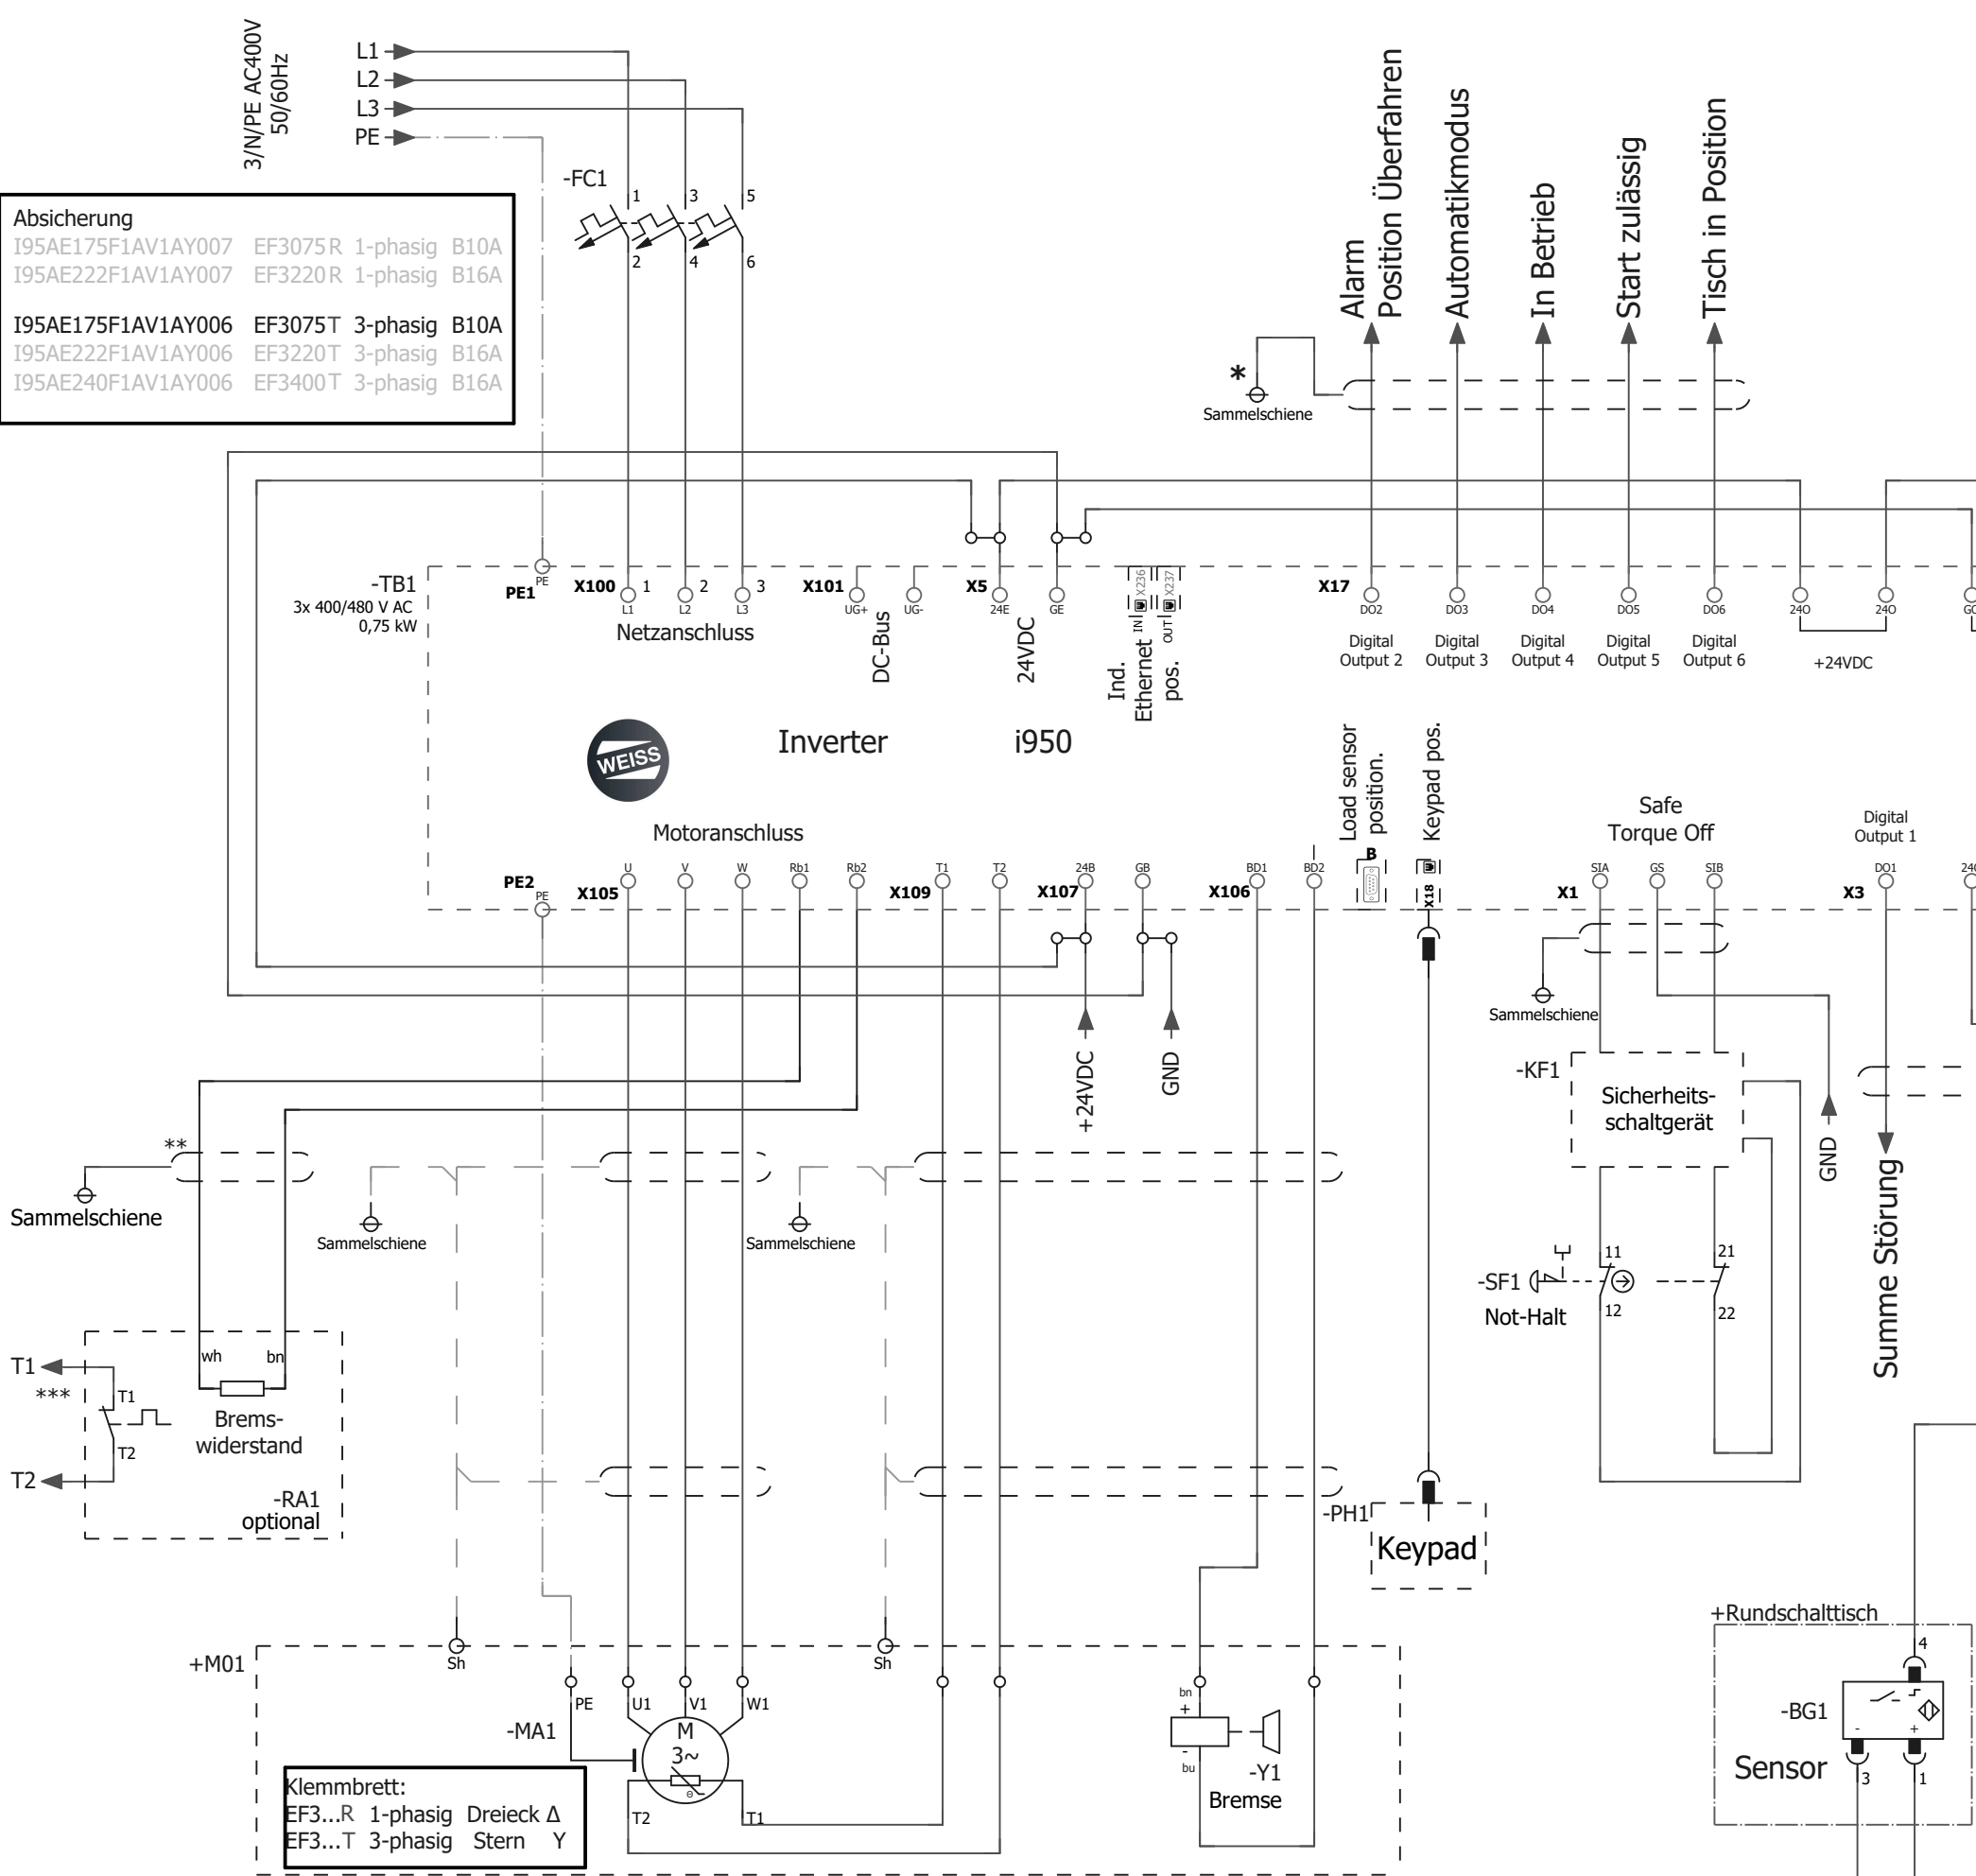 3/N/PE AC400V
50/60Hz
L1
L2
L3
PE
-FC1
1
3
5
2
4
6
Absicherung
I95AE175F1AV1AY007 EF3075R 1-phasig B10A
I95AE222F1AV1AY007 EF3220R 1-phasig B16A
I95AE175F1AV1AY006 EF3075T 3-phasig B10A
I95AE222F1AV1AY006 EF3220T 3-phasig B16A
I95AE240F1AV1AY006 EF3400T 3-phasig B16A
Alarm
Position Überfahren
Automatikmodus
In Betrieb
Start zulässig
Tisch in Position
*
Sammelschiene
-TB1
3x 400/480 V AC
0,75 kW
PE1
PE
X100
1
2
3
L1
L2
L3
Netzanschluss
X101
UG+
UG-
DC-Bus
X5
24E
GE
24VDC
X236
X237
IN
OUT
Ind.
Ethernet
pos.
X17
DO2
DO3
DO4
DO5
DO6
24O
24O
Digital
Output 2
Digital
Output 3
Digital
Output 4
Digital
Output 5
Digital
Output 6
+24VDC
WEISS
Inverter i950
Load sensor
position.
Keypad pos.
Motoranschluss
Safe
Torque Off
Digital
Output 1
PE2
PE
X105
U
V
W
Rb1
Rb2
X109
T1
T2
X107
24B
GB
X106
BD1
BD2
B
X18
X1
SIA
GS
SIB
X3
DO1
+24VDC
GND
Sammelschiene
-KF1
Sicherheits-
schaltgerät
GND
Summe Störung
**
Sammelschiene
Sammelschiene
Sammelschiene
-SF1
Not-Halt
11
12
21
22
T1
***
T2
T1
T2
wh
bn
Brems-
widerstand
-RA1
optional
-PH1
Keypad
+Rundschalttisch
4
-BG1
-
+
Sensor
3
1
+M01
Sh
Sh
PE
U1
V1
W1
-MA1
M
3~
T2
T1
bn
+
-
bu
-Y1
Bremse
Klemmbrett:
EF3...R 1-phasig Dreieck Δ
EF3...T 3-phasig Stern Y